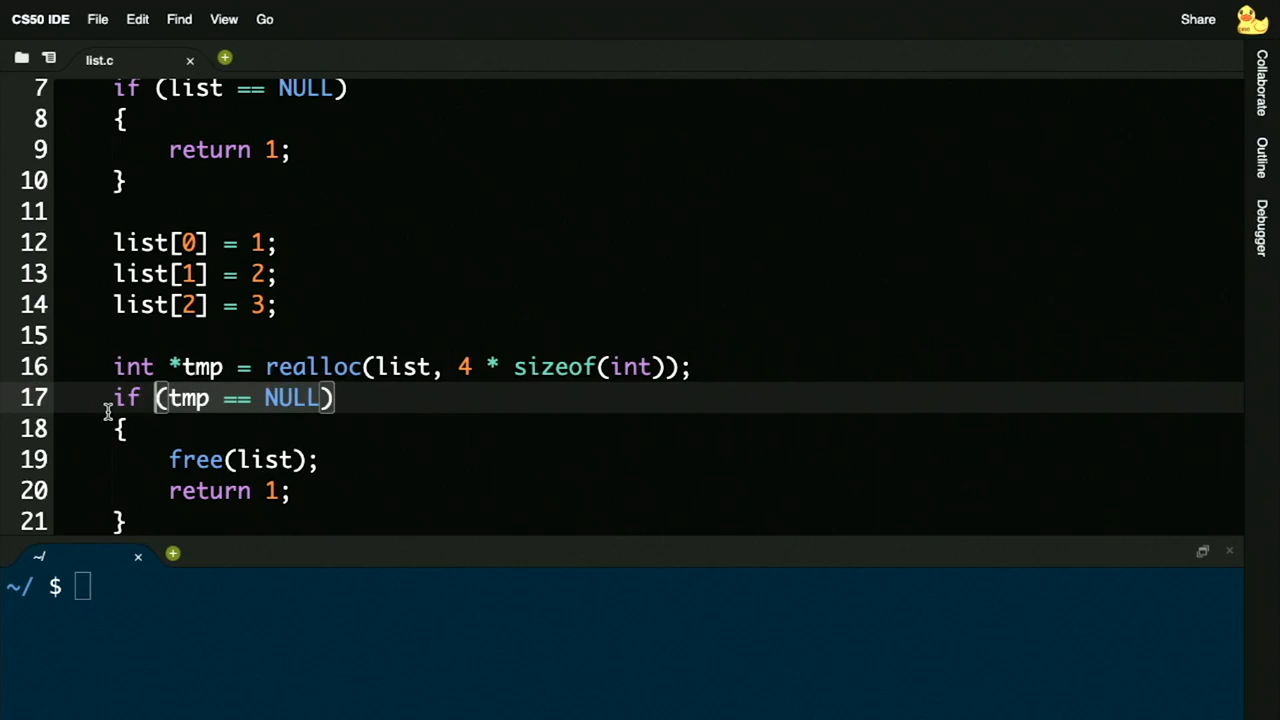 CS50 IDE File Edit Find View Go Share
list.c
7 if (list == NULL)
8 {
9 return 1;
10 }
11
12 list[0] = 1;
13 list[1] = 2;
14 list[2] = 3;
15
16 int *tmp = realloc(list, 4 * sizeof(int));
17 if (tmp == NULL)
18 {
19 free(list);
20 return 1;
21 }
~/
~/ $
Collaborate
Outline
Debugger